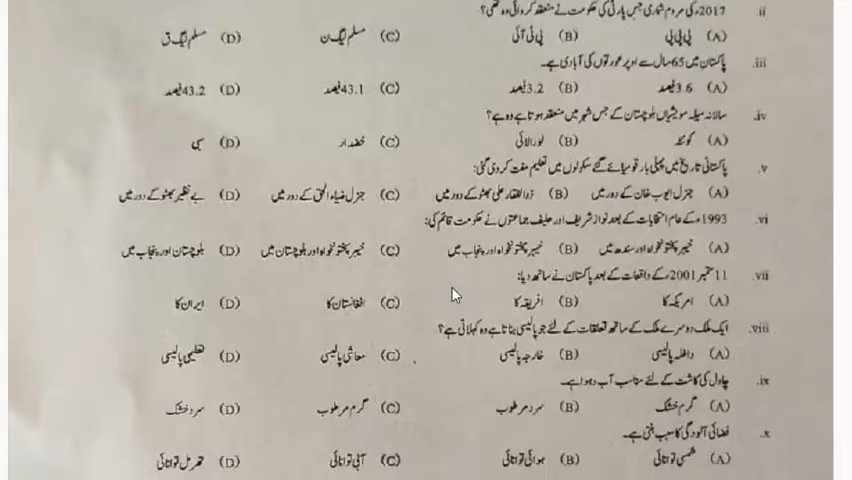 ii. 2017ء کی مردم شماری جس پارٹی کی حکومت نے منعقد کروائی وہ تھی؟
(A) پی پی پی (B) پی ٹی آئی (C) مسلم لیگ ن (D) مسلم لیگ ق
iii. پاکستان میں 65 سال سے اوپر عورتوں کی آبادی ہے۔
(A) 3.6 فیصد (B) 3.2 فیصد (C) 43.1 فیصد (D) 43.2 فیصد
iv. سالانہ میلہ مویشیاں بلوچستان کے جس شہر میں منعقد ہوتا ہے وہ ہے؟
(A) کوئٹہ (B) لورالائی (C) خضدار (D) سبی
v. پاکستانی تاریخ میں پہلی بار قومیائے گئے سکولوں میں تعلیم مفت کر دی گئی:
(A) جنرل ایوب خان کے دور میں (B) ذوالفقار علی بھٹو کے دور میں (C) جنرل ضیاء الحق کے دور میں (D) بے نظیر بھٹو کے دور میں
vi. 1993ء کے عام انتخابات کے بعد نواز شریف اور حلیف جماعتوں نے حکومت قائم کی:
(A) خیبر پختونخواہ اور سندھ میں (B) خیبر پختونخواہ اور پنجاب میں (C) خیبر پختونخواہ اور بلوچستان میں (D) بلوچستان اور پنجاب میں
vii. 11 ستمبر 2001ء کے واقعات کے بعد پاکستان نے ساتھ دیا:
(A) امریکہ کا (B) افریقہ کا (C) افغانستان کا (D) ایران کا
viii. ایک ملک دوسرے ملک کے ساتھ تعلقات کے لئے جو پالیسی بناتا ہے وہ کہلاتی ہے؟
(A) داخلہ پالیسی (B) خارجہ پالیسی (C) معاشی پالیسی (D) تعلیمی پالیسی
ix. چاول کی کاشت کے لئے مناسب آب و ہوا ہے۔
(A) گرم خشک (B) سرد مرطوب (C) گرم مرطوب (D) سرد خشک
x. فضائی آلودگی کا سبب بنتی ہے۔
(A) شمسی توانائی (B) ہوائی توانائی (C) آبی توانائی (D) تھرمل توانائی